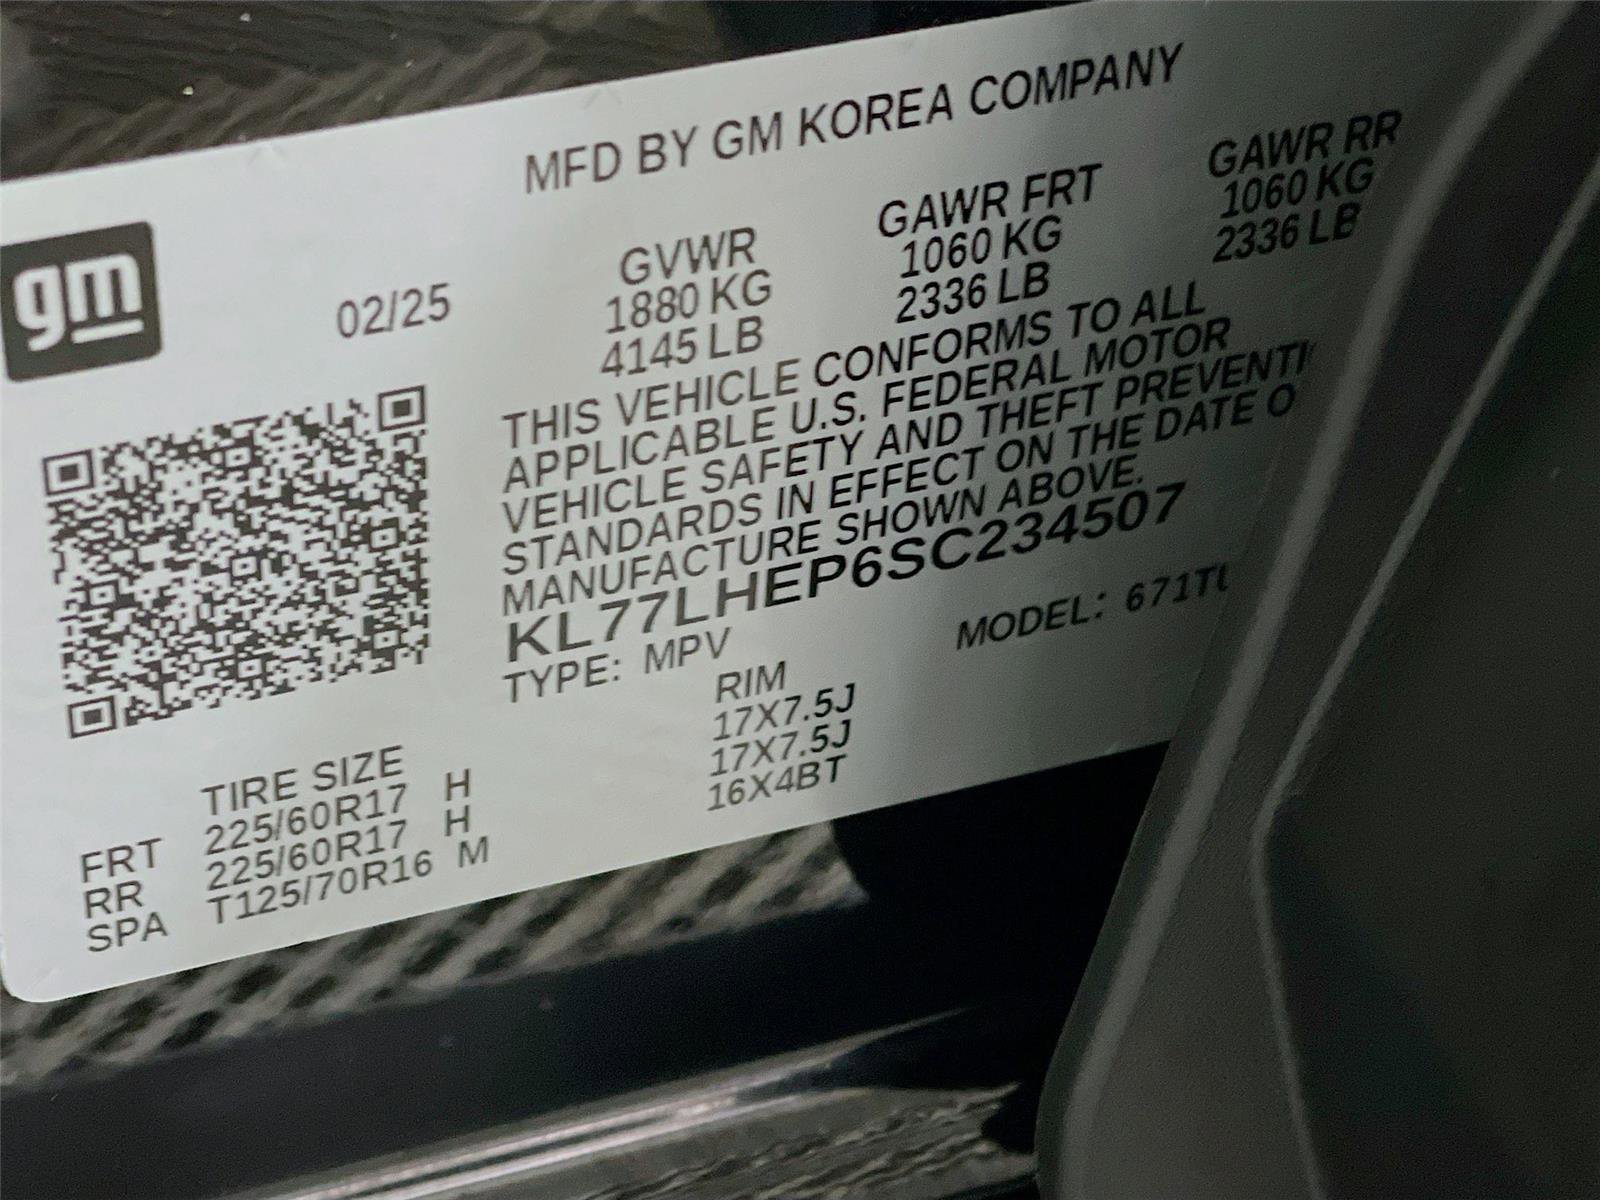 MFD BY GM KOREA COMPANY
gm
02/25
GVWR GAWR FRT GAWR RR
1880 KG 1060 KG 1060 KG
4145 LB 2336 LB 2336 LB
THIS VEHICLE CONFORMS TO ALL
APPLICABLE U.S. FEDERAL MOTOR
VEHICLE SAFETY AND THEFT PREVENTI
STANDARDS IN EFFECT ON THE DATE O
MANUFACTURE SHOWN ABOVE.
KL77LHEP6SC234507
TYPE: MPV MODEL: 671TU
TIRE SIZE RIM
FRT 225/60R17 H 17X7.5J
RR 225/60R17 H 17X7.5J
SPA T125/70R16 M 16X4BT